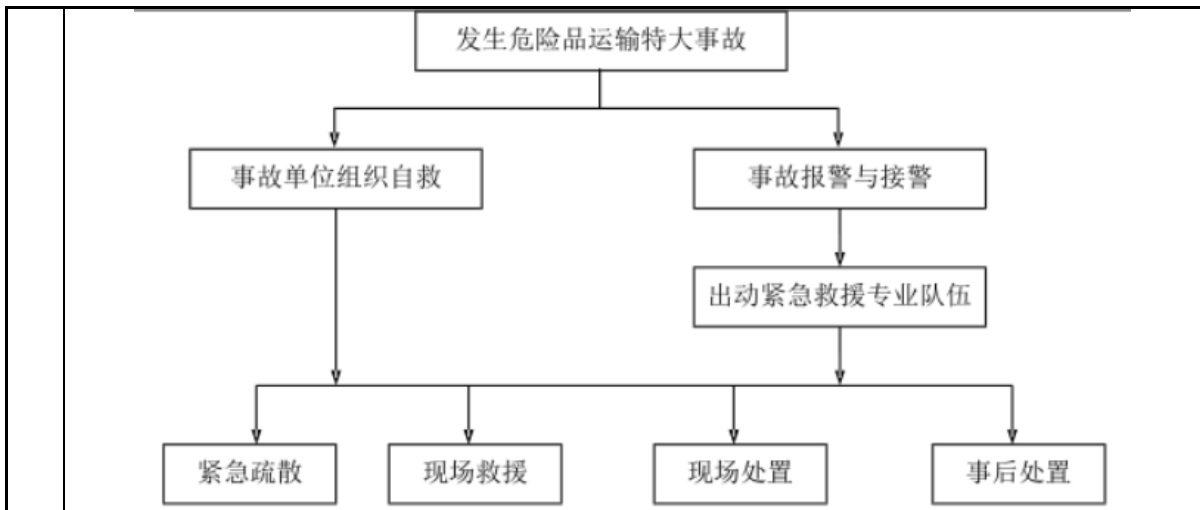 发生危险品运输特大事故
事故单位组织自救
事故报警与接警
出动紧急救援专业队伍
紧急疏散
现场救援
现场处置
事后处置